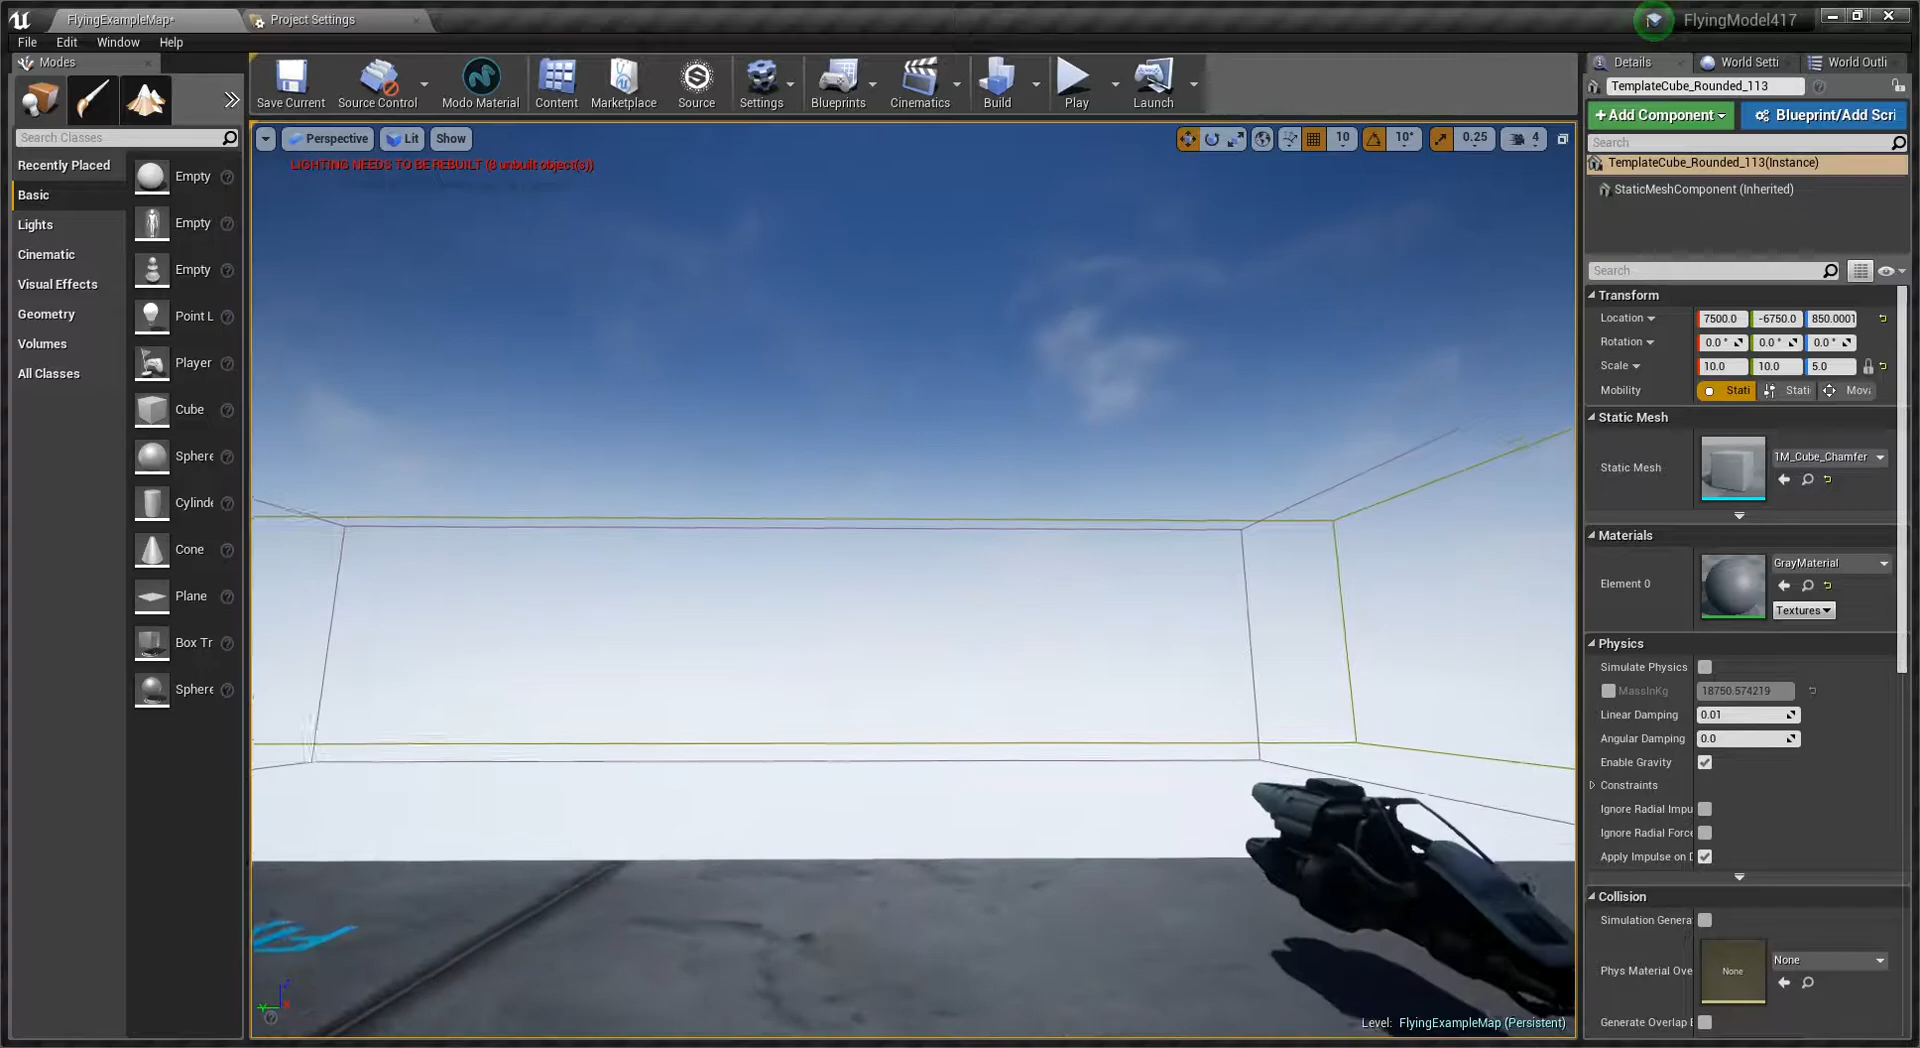 FlyingExampleMap*
Project Settings
FlyingModel417
File
Edit
Window
Help
Modes
Search Classes
Recently Placed
Basic
Lights
Cinematic
Visual Effects
Geometry
Volumes
All Classes
Empty
Empty
Empty
Point L
Player
Cube
Sphere
Cylinde
Cone
Plane
Box Tr
Sphere
Save Current
Source Control
Modo Material
Content
Marketplace
Source
Settings
Blueprints
Cinematics
Build
Play
Launch
Perspective
Lit
Show
10
10°
0.25
4
LIGHTING NEEDS TO BE REBUILT (8 unbuilt object(s))
Level: FlyingExampleMap (Persistent)
Details
World Setti
World Outli
TemplateCube_Rounded_113
+Add Component
Blueprint/Add Scri
Search
TemplateCube_Rounded_113(Instance)
StaticMeshComponent (Inherited)
Search
Transform
Location 7500.0 -6750.0 850.0001
Rotation 0.0 ° 0.0 ° 0.0 °
Scale 10.0 10.0 5.0
Mobility Stati Stati Mova
Static Mesh
Static Mesh
1M_Cube_Chamfer
Materials
Element 0
GrayMaterial
Textures
Physics
Simulate Physics
MassInKg 18750.574219
Linear Damping 0.01
Angular Damping 0.0
Enable Gravity
Constraints
Ignore Radial Impu
Ignore Radial Force
Apply Impulse on D
Collision
Simulation Genera
Phys Material Ove
None
None
Generate Overlap E